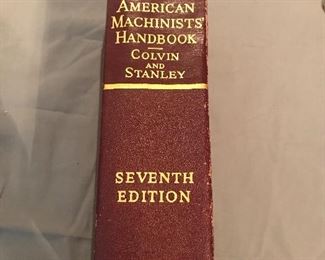 AMERICAN
MACHINISTS'
HANDBOOK
COLVIN
AND
STANLEY
SEVENTH
EDITION